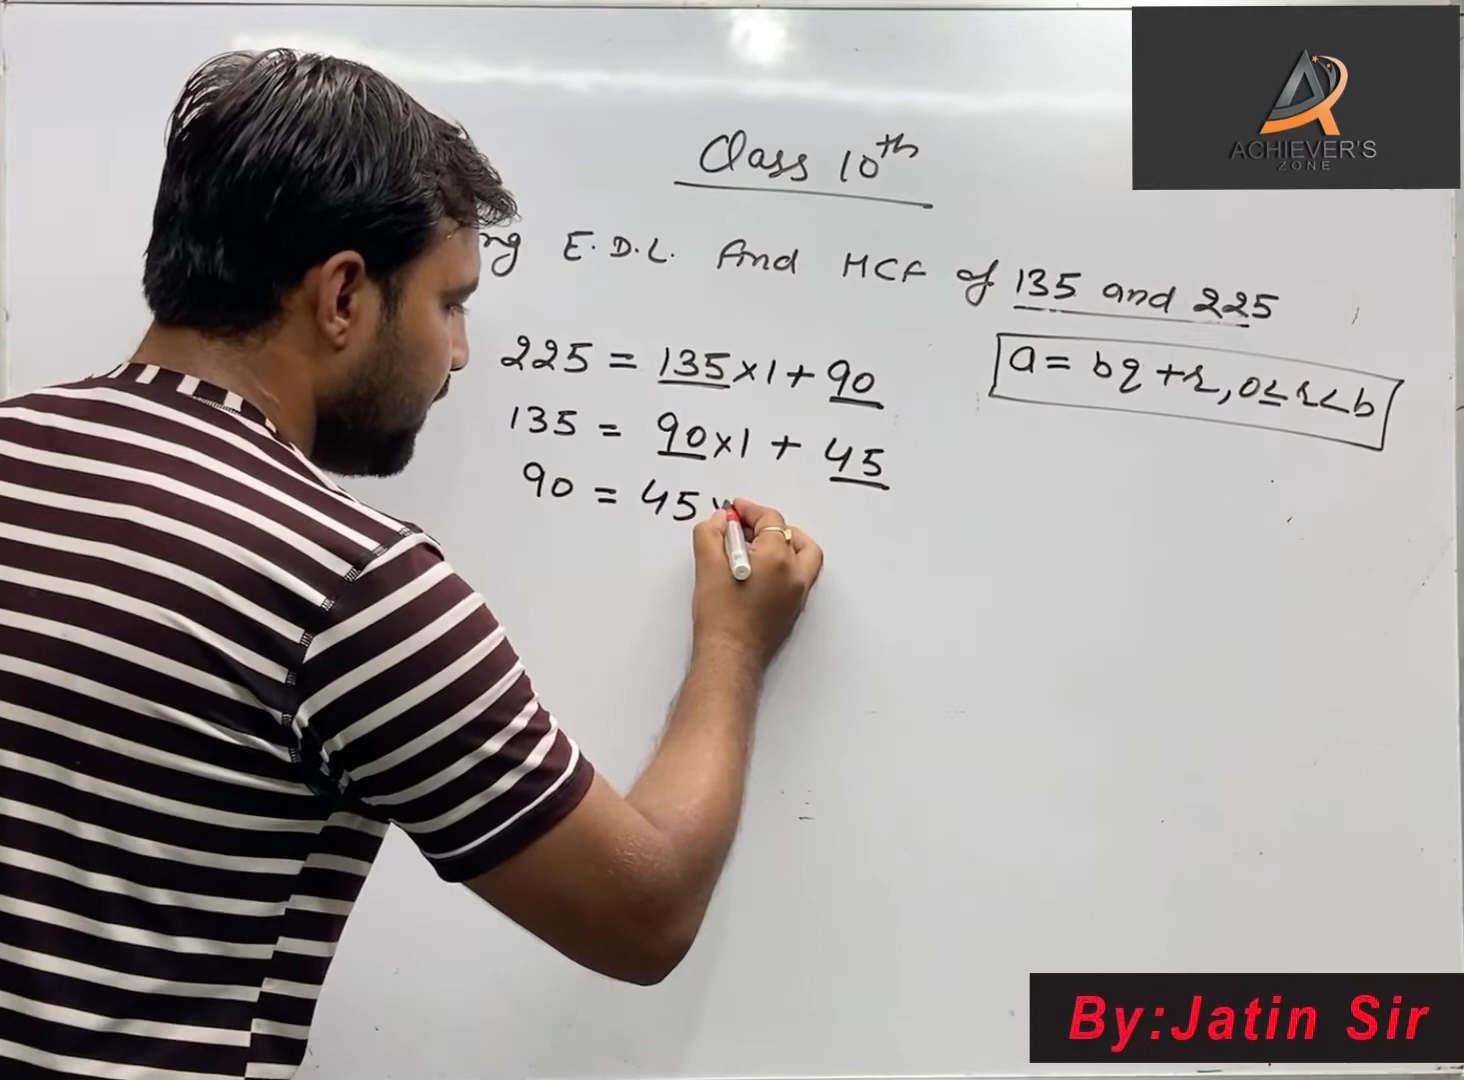 ACHIEVER'S
ZONE
Class 10th
E.D.L. find HCF of 135 and 225
225 = 135×1+90
a = bq+r, 0≤r<b
135 = 90×1 + 45
90 = 45×
By:Jatin Sir